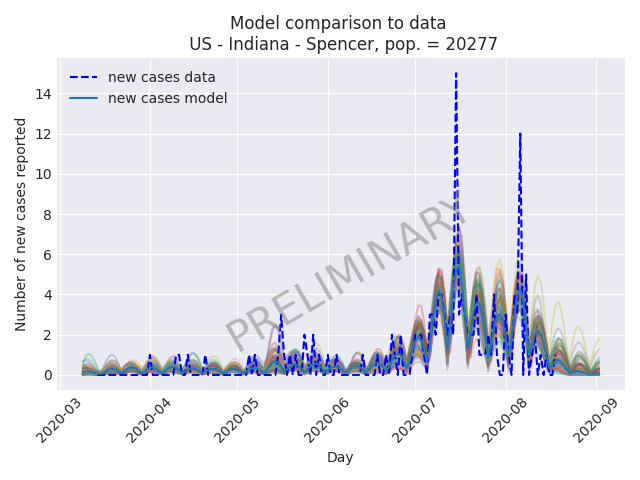 Model comparison to data
US - Indiana - Spencer, pop. = 20277
new cases data
new cases model
Number of new cases reported
14
12
10
8
6
4
2
0
PRELIMINARY
2020-03
2020-04
2020-05
2020-06
2020-07
2020-08
2020-09
Day